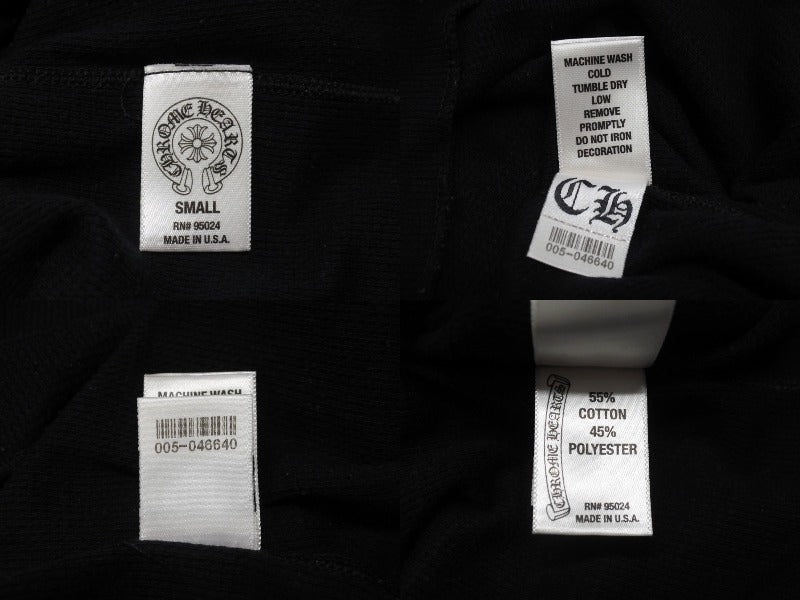 CHROME HEARTS
SMALL
RN# 95024
MADE IN U.S.A.
MACHINE WASH
COLD
TUMBLE DRY
LOW
REMOVE
PROMPTLY
DO NOT IRON
DECORATION
CH
005-046640
MACHINE WASH
005-046640
CHROME HEARTS
55%
COTTON
45%
POLYESTER
RN# 95024
MADE IN U.S.A.